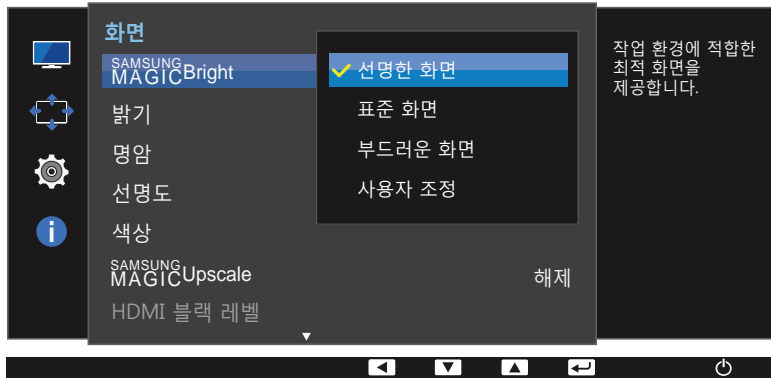 화면
SAMSUNG
MAGICBright
밝기
명암
선명도
색상
SAMSUNG
MAGICUpscale
해제
HDMI 블랙 레벨
선명한 화면
표준 화면
부드러운 화면
사용자 조정
작업 환경에 적합한
최적 화면을
제공합니다.